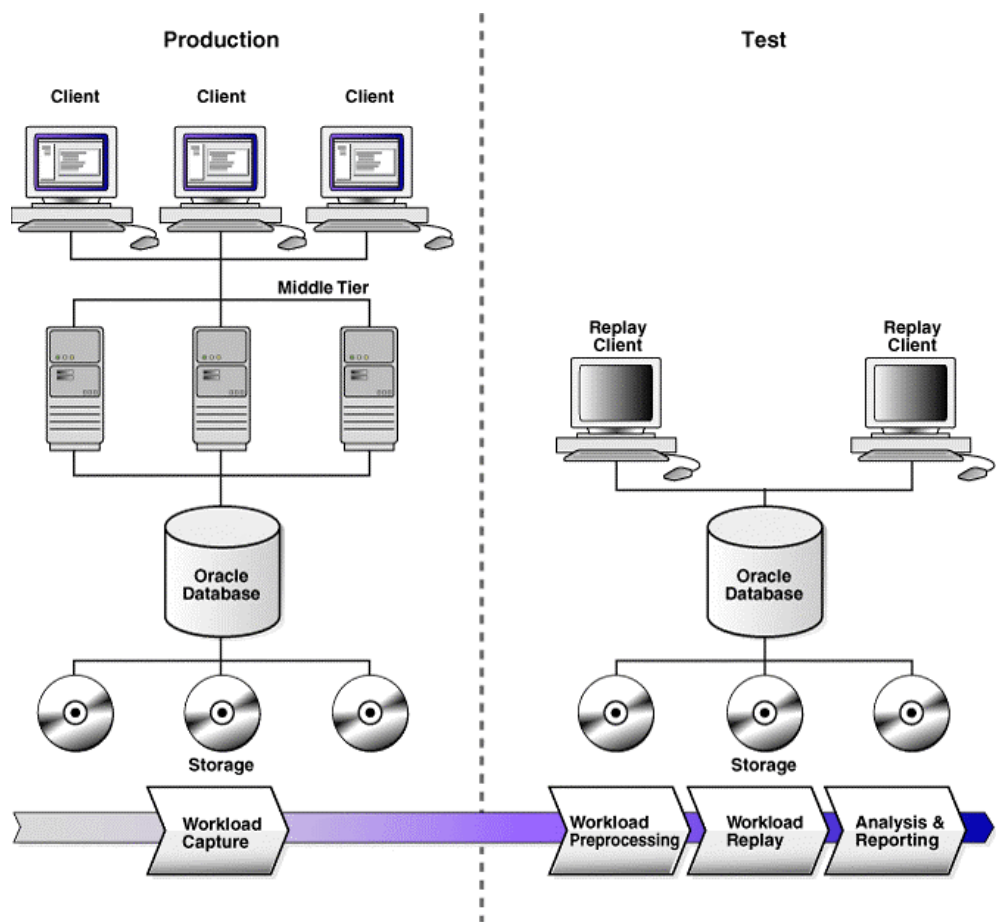 Production
Test
Client
Client
Client
Middle Tier
Replay
Client
Replay
Client
Oracle
Database
Oracle
Database
Storage
Storage
Workload
Capture
Workload
Preprocessing
Workload
Replay
Analysis &
Reporting